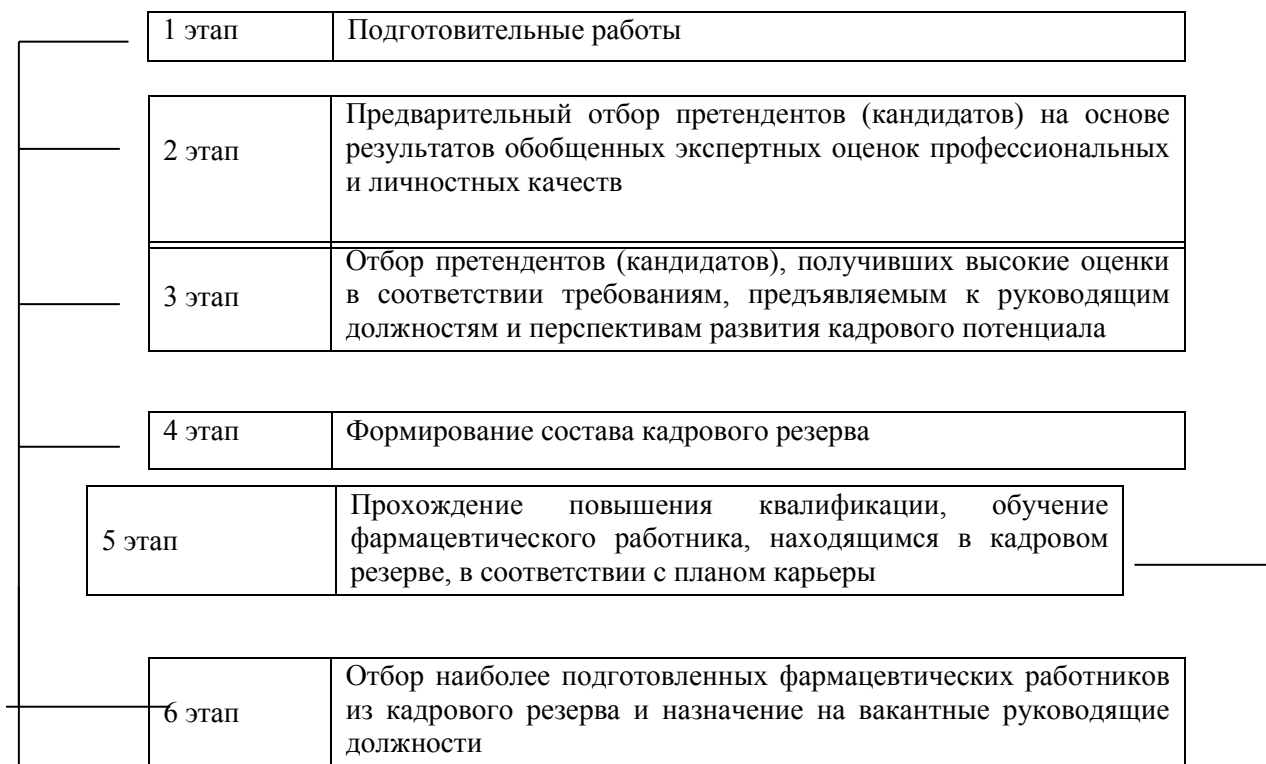 1 этап Подготовительные работы
Предварительный отбор претендентов (кандидатов) на основе
2 этап результатов обобщенных экспертных оценок профессиональных
и личностных качеств
Отбор претендентов (кандидатов), получивших высокие оценки
3 этап в соответствии требованиям, предъявляемым к руководящим
должностям и перспективам развития кадрового потенциала
4 этап Формирование состава кадрового резерва
Прохождение повышения квалификации, обучение
5 этап фармацевтического работника, находящимся в кадровом
резерве, в соответствии с планом карьеры
Отбор наиболее подготовленных фармацевтических работников
6 этап из кадрового резерва и назначение на вакантные руководящие
должности